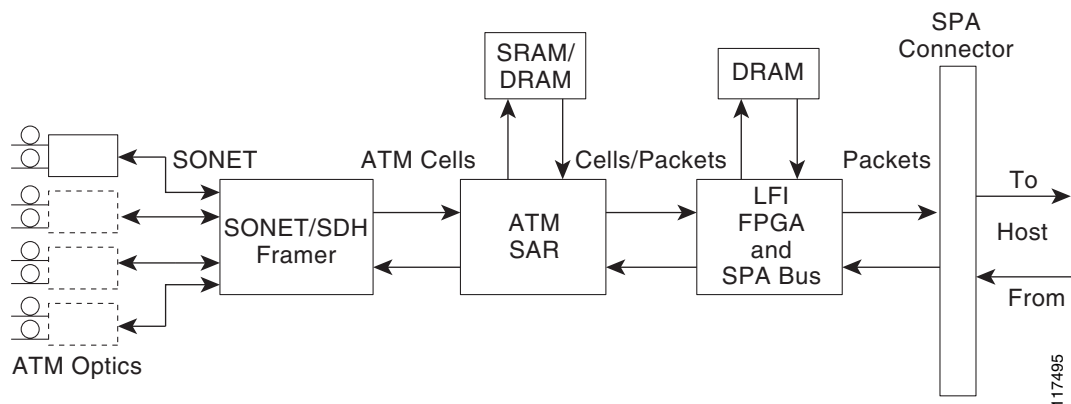 SPA
Connector
SRAM/
DRAM
DRAM
SONET
ATM Cells
Cells/Packets
Packets
SONET/SDH
Framer
ATM
SAR
LFI
FPGA
and
SPA Bus
To
Host
From
ATM Optics
117495